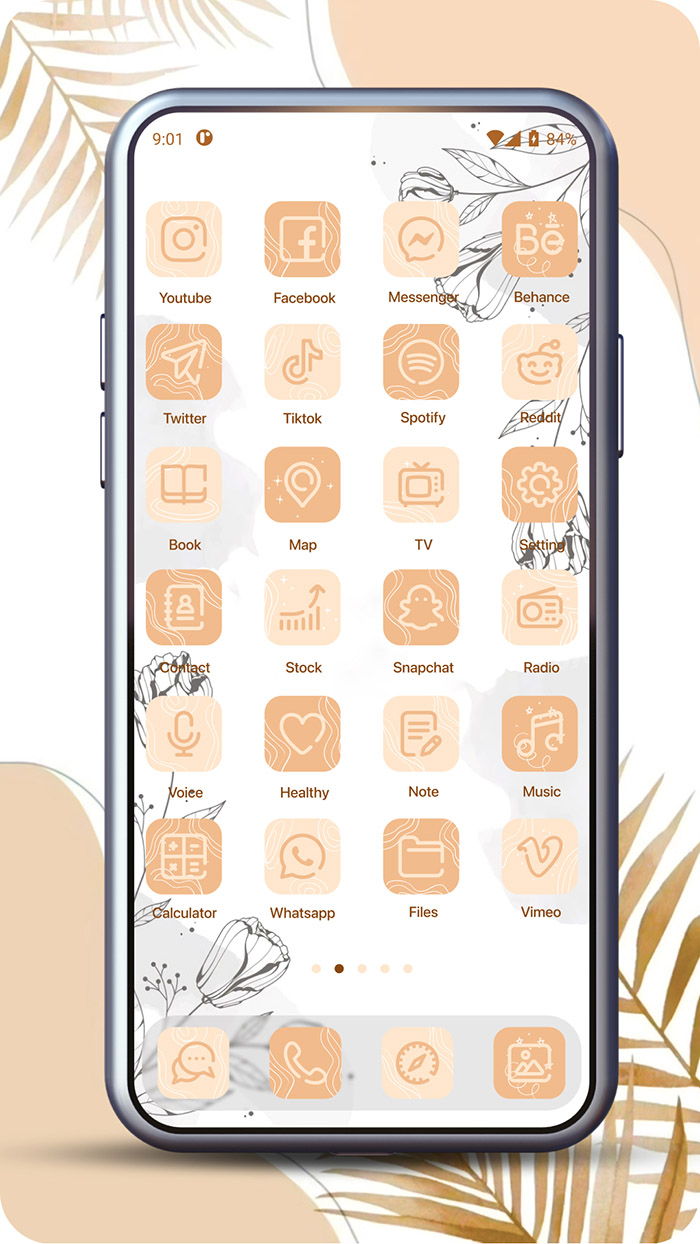 9:01 84%
Bē
Youtube Facebook Messenger Behance
Twitter Tiktok Spotify Reddit
Book Map TV Setting
Contact Stock Snapchat Radio
Voice Healthy Note Music
Calculator Whatsapp Files Vimeo